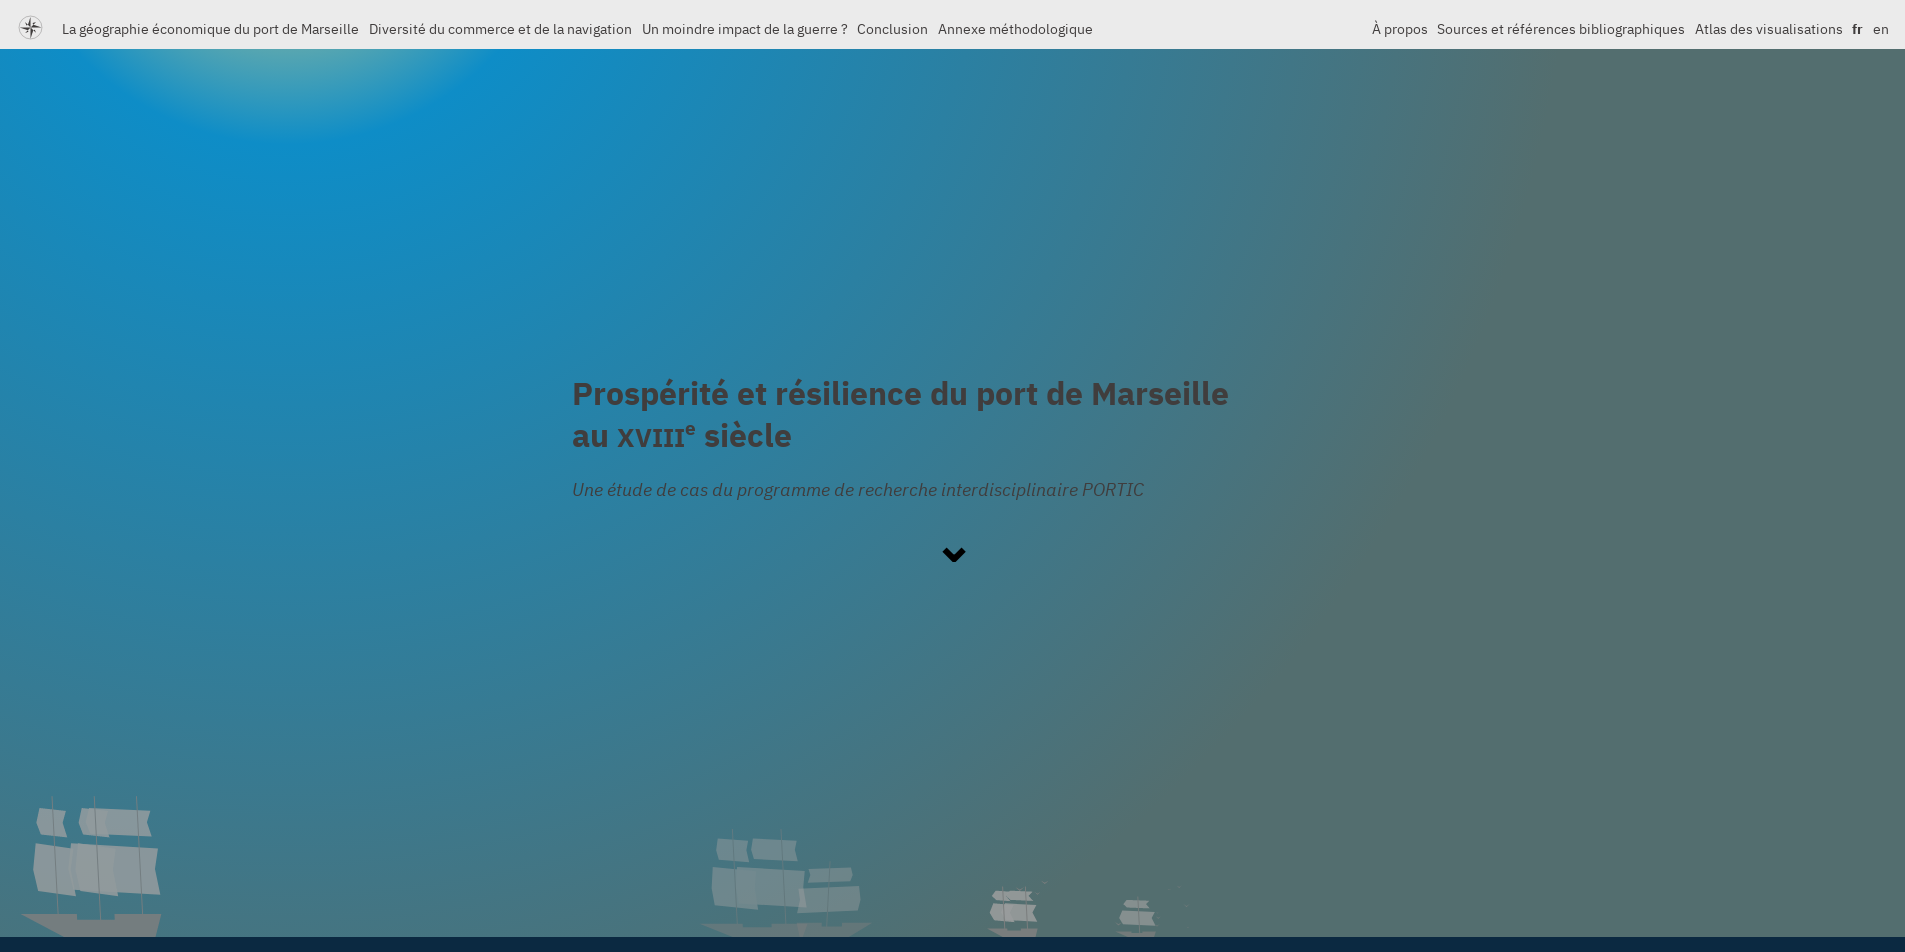 La géographie économique du port de Marseille Diversité du commerce et de la navigation Un moindre impact de la guerre ? Conclusion Annexe méthodologique À propos Sources et références bibliographiques Atlas des visualisations fr en
Prospérité et résilience du port de Marseille
au XVIIIe siècle
Une étude de cas du programme de recherche interdisciplinaire PORTIC